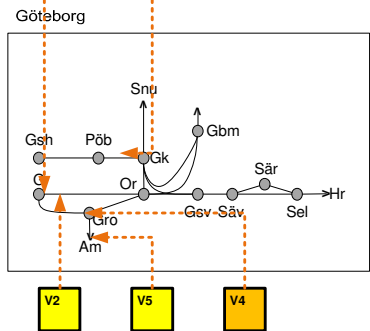 Göteborg
Snu
Gbm
Gsh Pöb Gk
Sär
Or Hr
Gro Gsv Säv Sel
Am
V2 V5 V4